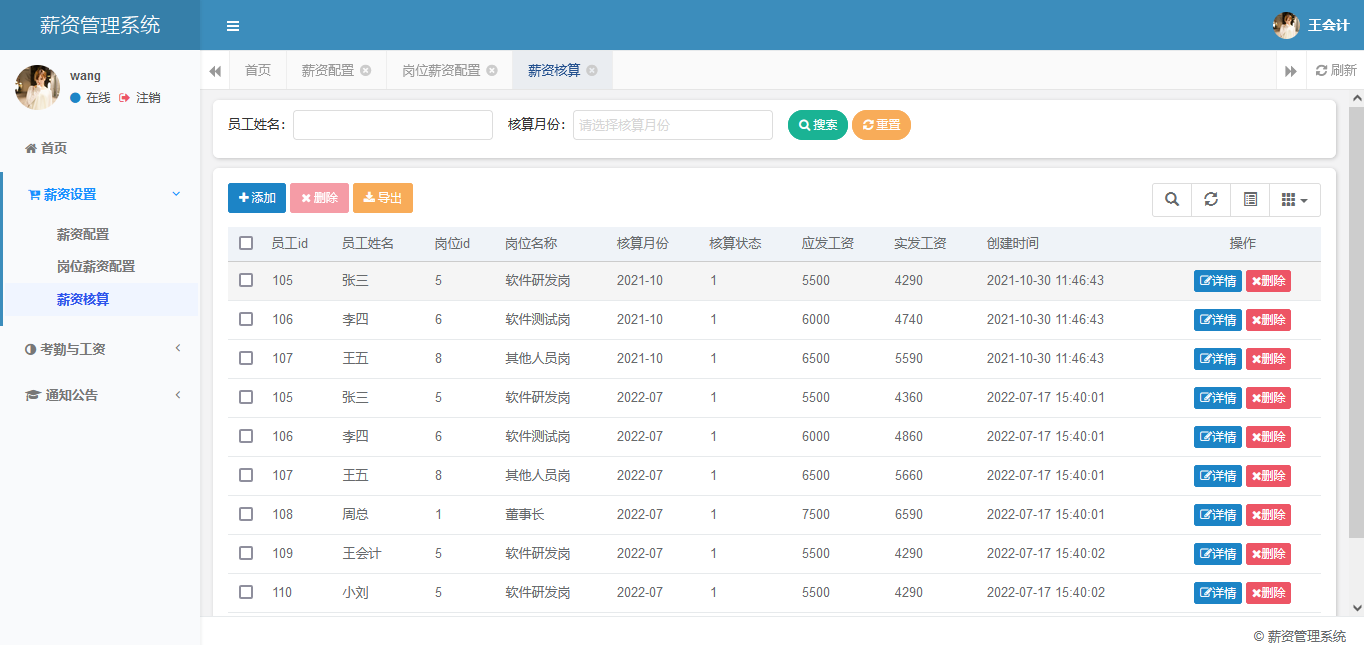 薪资管理系统
王会计
wang
在线 注销
首页 薪资配置 岗位薪资配置 薪资核算 刷新
首页
薪资设置
薪资配置
岗位薪资配置
薪资核算
考勤与工资
通知公告
员工姓名： 核算月份： 请选择核算月份 搜索 重置
添加 删除 导出
员工id 员工姓名 岗位id 岗位名称 核算月份 核算状态 应发工资 实发工资 创建时间 操作
105 张三 5 软件研发岗 2021-10 1 5500 4290 2021-10-30 11:46:43 详情 删除
106 李四 6 软件测试岗 2021-10 1 6000 4740 2021-10-30 11:46:43 详情 删除
107 王五 8 其他人员岗 2021-10 1 6500 5590 2021-10-30 11:46:43 详情 删除
105 张三 5 软件研发岗 2022-07 1 5500 4360 2022-07-17 15:40:01 详情 删除
106 李四 6 软件测试岗 2022-07 1 6000 4860 2022-07-17 15:40:01 详情 删除
107 王五 8 其他人员岗 2022-07 1 6500 5660 2022-07-17 15:40:01 详情 删除
108 周总 1 董事长 2022-07 1 7500 6590 2022-07-17 15:40:01 详情 删除
109 王会计 5 软件研发岗 2022-07 1 5500 4290 2022-07-17 15:40:02 详情 删除
110 小刘 5 软件研发岗 2022-07 1 5500 4290 2022-07-17 15:40:02 详情 删除
© 薪资管理系统